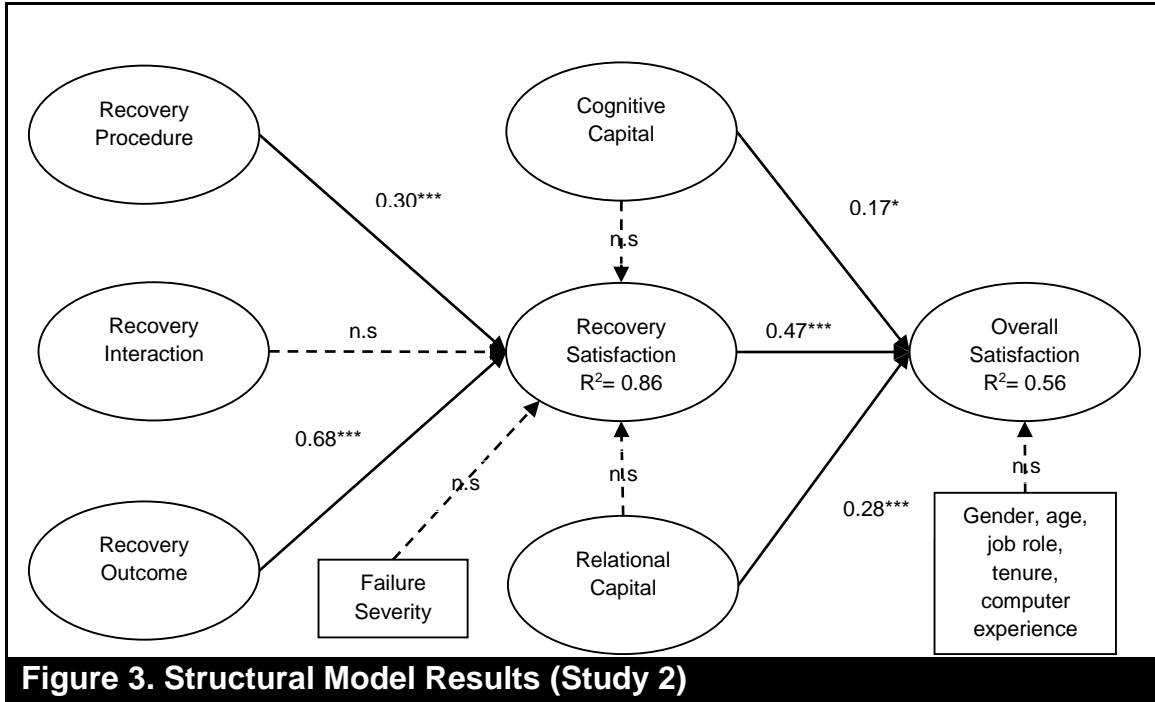 Recovery
Procedure
Cognitive
Capital
0.30***
0.17*
n.s
Recovery
Interaction
n.s
Recovery
Satisfaction
R²= 0.86
0.47***
Overall
Satisfaction
R²= 0.56
0.68***
n.s
n.s
n.s
0.28***
Recovery
Outcome
Failure
Severity
Relational
Capital
Gender, age,
job role,
tenure,
computer
experience
Figure 3. Structural Model Results (Study 2)